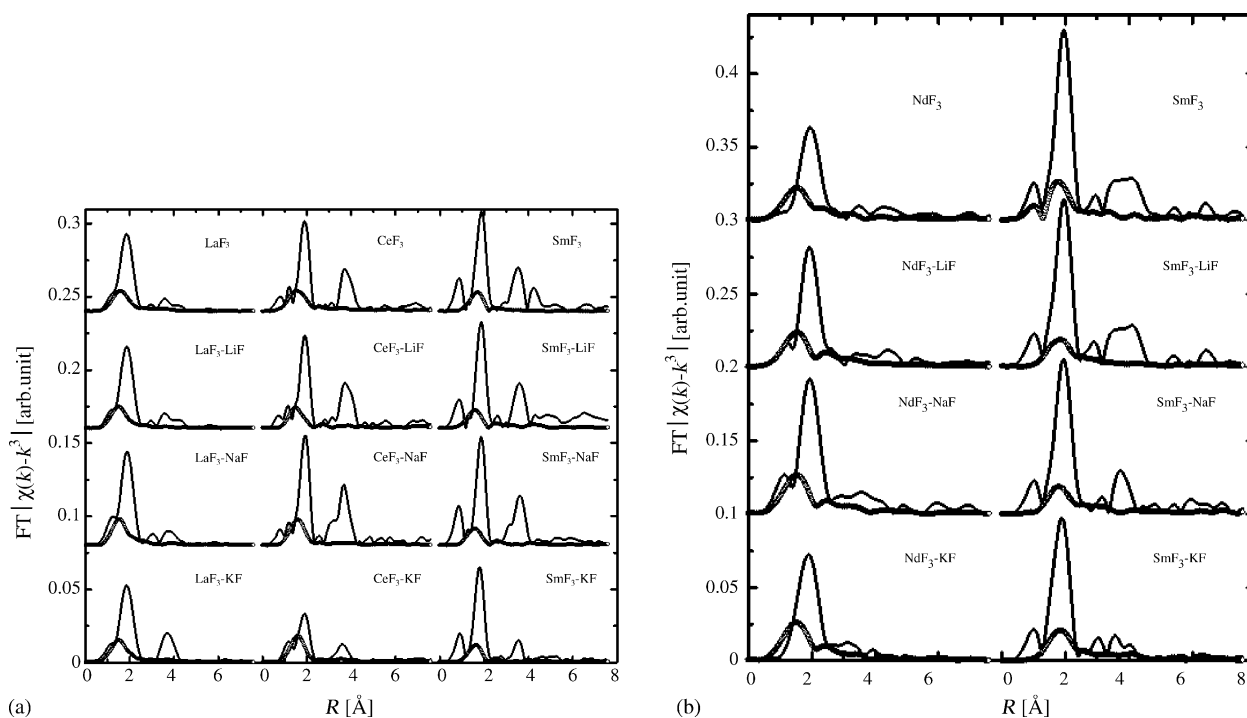 FT | χ(k)-k³ | [arb.unit]
0.3
0.25
0.2
0.15
0.1
0.05
0
LaF₃
CeF₃
SmF₃
LaF₃-LiF
CeF₃-LiF
SmF₃-LiF
LaF₃-NaF
CeF₃-NaF
SmF₃-NaF
LaF₃-KF
CeF₃-KF
SmF₃-KF
0 2 4 6 0 2 4 6 0 2 4 6 8
(a)
R [Å]
FT | χ(k)-k³ | [arb.unit]
0.4
0.35
0.3
0.25
0.2
0.15
0.1
0.05
0
NdF₃
SmF₃
NdF₃-LiF
SmF₃-LiF
NdF₃-NaF
SmF₃-NaF
NdF₃-KF
SmF₃-KF
0 2 4 6 0 2 4 6 8
(b)
R [Å]